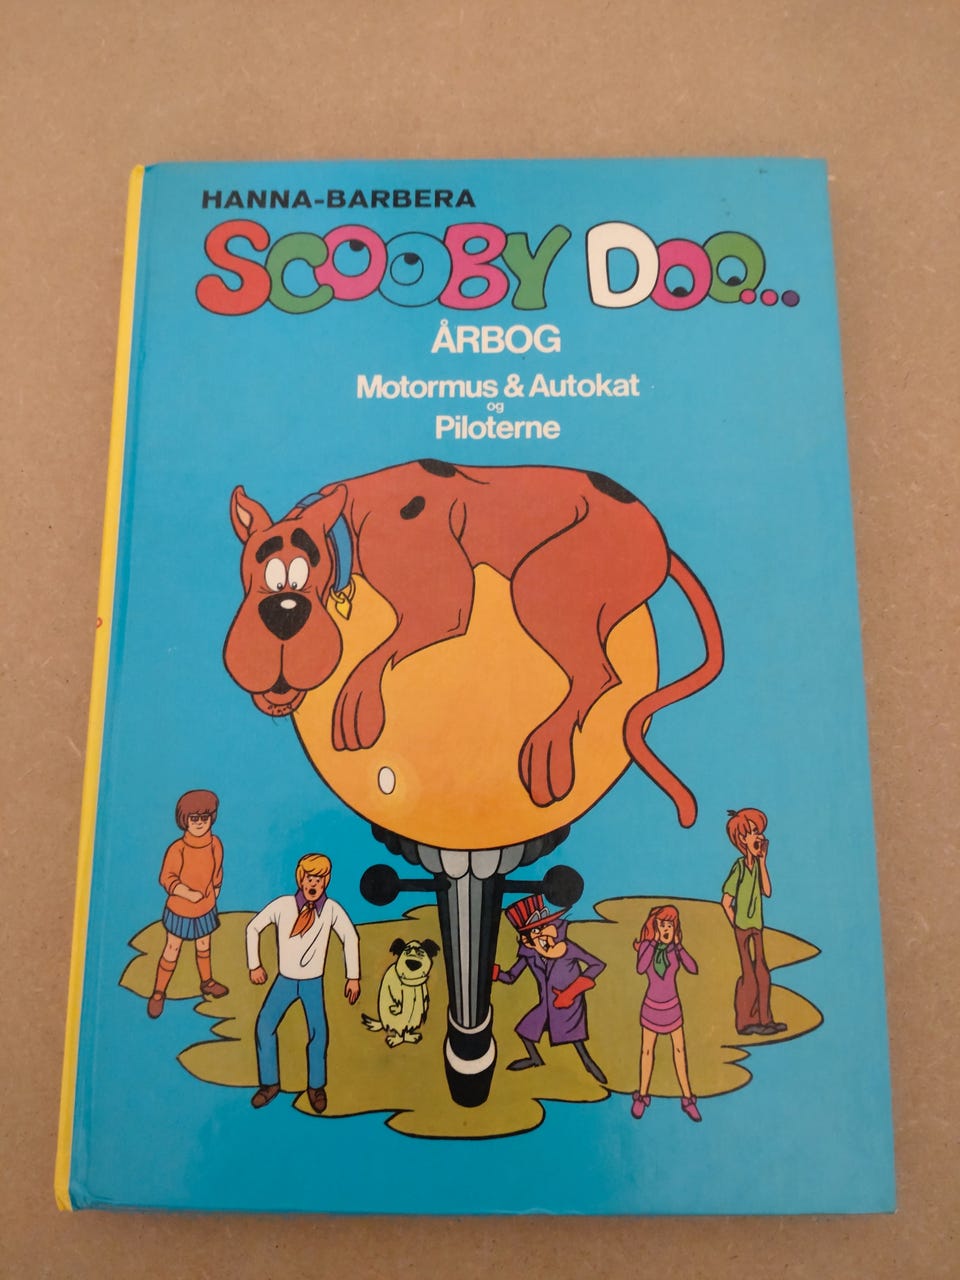 HANNA-BARBERA
SCOOBY DOO...
ÅRBOG
Motormus & Autokat
og
Piloterne